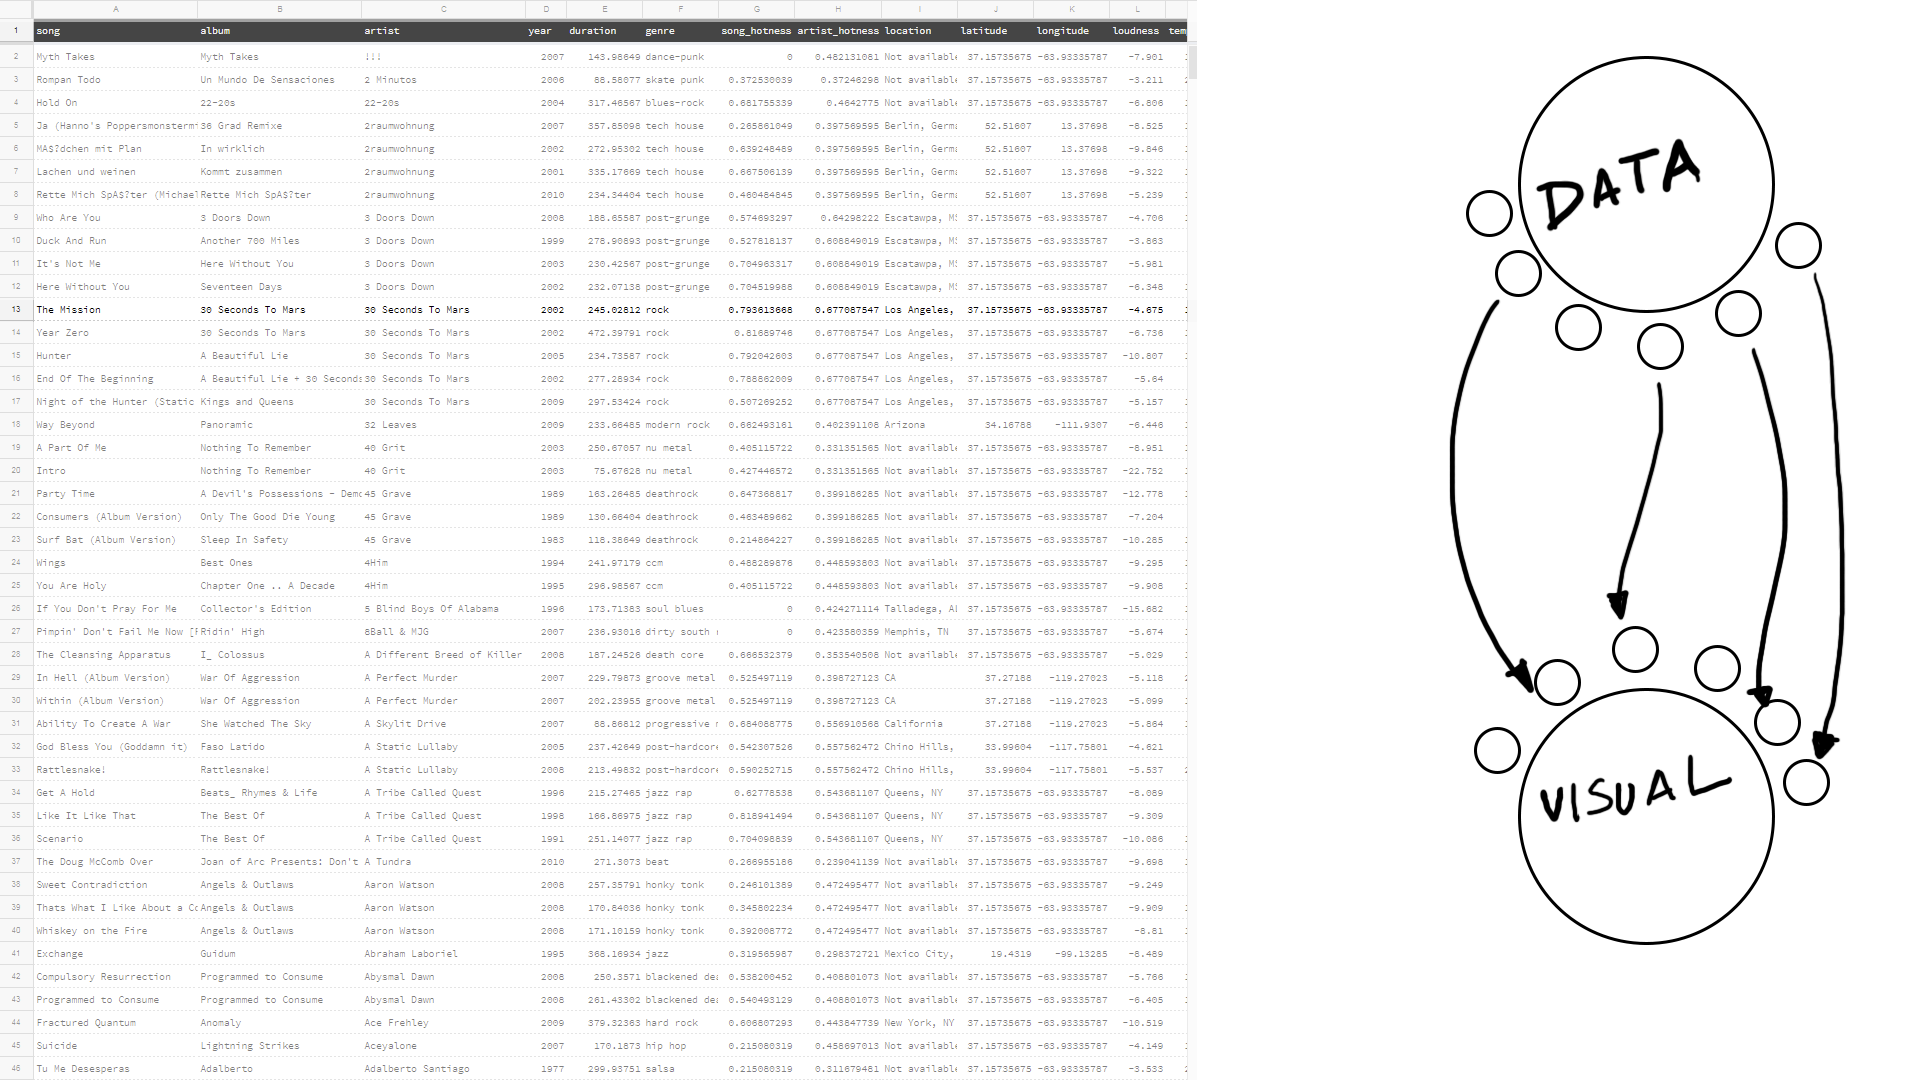 A B C D E F G H I J K L
1 song album artist year duration genre song_hotness artist_hotness location latitude longitude loudness tem
2 Myth Takes Myth Takes !!! 2007 143.98649 dance-punk 0 0.482131081 Not available 37.15735675 -63.93335787 -7.901
3 Rompan Todo Un Mundo De Sensaciones 2 Minutos 2006 88.58077 skate punk 0.372530039 0.37246298 Not available 37.15735675 -63.93335787 -3.211
4 Hold On 22-20s 22-20s 2004 317.46567 blues-rock 0.681755339 0.4642775 Not available 37.15735675 -63.93335787 -6.806
5 Ja (Hanno's Poppersmonsterm 36 Grad Remixe 2raumwohnung 2007 357.85098 tech house 0.265861049 0.397569595 Berlin, Germ 52.51607 13.37698 -8.525
6 MA$?dchen mit Plan In wirklich 2raumwohnung 2002 272.95302 tech house 0.639248489 0.397569595 Berlin, Germ 52.51607 13.37698 -9.846
7 Lachen und weinen Kommt zusammen 2raumwohnung 2001 335.17669 tech house 0.667506139 0.397569595 Berlin, Germ 52.51607 13.37698 -9.322
8 Rette Mich SpA$?ter (Michael Rette Mich SpA$?ter 2raumwohnung 2010 234.34404 tech house 0.460484845 0.397569595 Berlin, Germ 52.51607 13.37698 -5.239
9 Who Are You 3 Doors Down 3 Doors Down 2008 188.65587 post-grunge 0.574693297 0.64298222 Escatawpa, MS 37.15735675 -63.93335787 -4.706
10 Duck And Run Another 700 Miles 3 Doors Down 1999 278.90893 post-grunge 0.527818137 0.608849019 Escatawpa, MS 37.15735675 -63.93335787 -3.863
11 It's Not Me Here Without You 3 Doors Down 2003 230.42567 post-grunge 0.704963317 0.608849019 Escatawpa, MS 37.15735675 -63.93335787 -5.981
12 Here Without You Seventeen Days 3 Doors Down 2002 232.07138 post-grunge 0.704519988 0.608849019 Escatawpa, MS 37.15735675 -63.93335787 -6.348
13 The Mission 30 Seconds To Mars 30 Seconds To Mars 2002 245.02812 rock 0.793613668 0.677087547 Los Angeles, 37.15735675 -63.93335787 -4.675
14 Year Zero 30 Seconds To Mars 30 Seconds To Mars 2002 472.39791 rock 0.81689746 0.677087547 Los Angeles, 37.15735675 -63.93335787 -6.736
15 Hunter A Beautiful Lie 30 Seconds To Mars 2005 234.73587 rock 0.792042603 0.677087547 Los Angeles, 37.15735675 -63.93335787 -10.807
16 End Of The Beginning A Beautiful Lie + 30 Seconds 30 Seconds To Mars 2002 277.28934 rock 0.788862009 0.677087547 Los Angeles, 37.15735675 -63.93335787 -5.64
17 Night of the Hunter (Static Kings and Queens 30 Seconds To Mars 2009 297.53424 rock 0.507269252 0.677087547 Los Angeles, 37.15735675 -63.93335787 -5.157
18 Way Beyond Panoramic 32 Leaves 2009 233.66485 modern rock 0.662493161 0.402391108 Arizona 34.16788 -111.9307 -6.446
19 A Part Of Me Nothing To Remember 40 Grit 2003 250.67057 nu metal 0.405115722 0.331351565 Not available 37.15735675 -63.93335787 -8.951
20 Intro Nothing To Remember 40 Grit 2003 75.67628 nu metal 0.427446572 0.331351565 Not available 37.15735675 -63.93335787 -22.752
21 Party Time A Devil's Possessions - Demo 45 Grave 1989 163.26485 deathrock 0.647368817 0.399186285 Not available 37.15735675 -63.93335787 -12.778
22 Consumers (Album Version) Only The Good Die Young 45 Grave 1989 130.66404 deathrock 0.463489662 0.399186285 Not available 37.15735675 -63.93335787 -7.204
23 Surf Bat (Album Version) Sleep In Safety 45 Grave 1983 118.38649 deathrock 0.214864227 0.399186285 Not available 37.15735675 -63.93335787 -10.285
24 Wings Best Ones 4Him 1994 241.97179 ccm 0.488289876 0.448593803 Not available 37.15735675 -63.93335787 -9.295
25 You Are Holy Chapter One .. A Decade 4Him 1995 296.98567 ccm 0.405115722 0.448593803 Not available 37.15735675 -63.93335787 -9.908
26 If You Don't Pray For Me Collector's Edition 5 Blind Boys Of Alabama 1996 173.71383 soul blues 0 0.424271114 Talladega, Al 37.15735675 -63.93335787 -15.682
27 Pimpin' Don't Fail Me Now [F Ridin' High 8Ball & MJG 2007 236.93016 dirty south 0 0.423580359 Memphis, TN 37.15735675 -63.93335787 -5.674
28 The Cleansing Apparatus I_ Colossus A Different Breed of Killer 2008 187.24526 death core 0.666532379 0.353540508 Not available 37.15735675 -63.93335787 -5.029
29 In Hell (Album Version) War Of Aggression A Perfect Murder 2007 229.79873 groove metal 0.525497119 0.398727123 CA 37.27188 -119.27023 -5.118
30 Within (Album Version) War Of Aggression A Perfect Murder 2007 202.23955 groove metal 0.525497119 0.398727123 CA 37.27188 -119.27023 -5.099
31 Ability To Create A War She Watched The Sky A Skylit Drive 2007 88.86812 progressive 0.684088775 0.556910568 California 37.27188 -119.27023 -5.864
32 God Bless You (Goddamn it) Faso Latido A Static Lullaby 2005 237.42649 post-hardcore 0.542307526 0.557562472 Chino Hills, 33.99604 -117.75801 -4.621
33 Rattlesnake! Rattlesnake! A Static Lullaby 2008 213.49832 post-hardcore 0.590252715 0.557562472 Chino Hills, 33.99604 -117.75801 -5.537
34 Get A Hold Beats_ Rhymes & Life A Tribe Called Quest 1996 215.27465 jazz rap 0.62778538 0.543681107 Queens, NY 37.15735675 -63.93335787 -8.089
35 Like It Like That The Best Of A Tribe Called Quest 1998 166.86975 jazz rap 0.818941494 0.543681107 Queens, NY 37.15735675 -63.93335787 -9.309
36 Scenario The Best Of A Tribe Called Quest 1991 251.14077 jazz rap 0.704098839 0.543681107 Queens, NY 37.15735675 -63.93335787 -10.086
37 The Doug McComb Over Joan of Arc Presents: Don't A Tundra 2010 271.3073 beat 0.266955186 0.239041139 Not available 37.15735675 -63.93335787 -9.698
38 Sweet Contradiction Angels & Outlaws Aaron Watson 2008 257.35791 honky tonk 0.246101389 0.472495477 Not available 37.15735675 -63.93335787 -9.249
39 Thats What I Like About a Co Angels & Outlaws Aaron Watson 2008 170.84036 honky tonk 0.345802234 0.472495477 Not available 37.15735675 -63.93335787 -9.909
40 Whiskey on the Fire Angels & Outlaws Aaron Watson 2008 171.10159 honky tonk 0.392008772 0.472495477 Not available 37.15735675 -63.93335787 -8.81
41 Exchange Guidum Abraham Laboriel 1995 368.16934 jazz 0.319565987 0.298372721 Mexico City, 19.4319 -99.13285 -8.489
42 Compulsory Resurrection Programmed to Consume Abysmal Dawn 2008 250.3571 blackened dea 0.538200452 0.408801073 Not available 37.15735675 -63.93335787 -5.766
43 Programmed to Consume Programmed to Consume Abysmal Dawn 2008 261.43302 blackened dea 0.540493129 0.408801073 Not available 37.15735675 -63.93335787 -6.405
44 Fractured Quantum Anomaly Ace Frehley 2009 379.32363 hard rock 0.606807293 0.443847739 New York, NY 37.15735675 -63.93335787 -10.519
45 Suicide Lightning Strikes Aceyalone 2007 170.1873 hip hop 0.215080319 0.458697013 Not available 37.15735675 -63.93335787 -4.149
46 Tu Me Desesperas Adalberto Adalberto Santiago 1977 299.93751 salsa 0.215080319 0.311679481 Not available 37.15735675 -63.93335787 -3.533
DATA
VISUAL